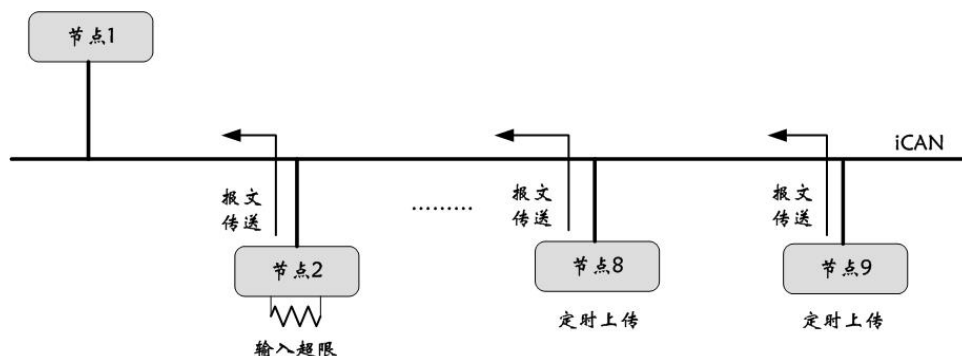 节点1
iCAN
报文
传送
.........
报文
传送
报文
传送
节点2
节点8
节点9
输入超限
定时上传
定时上传